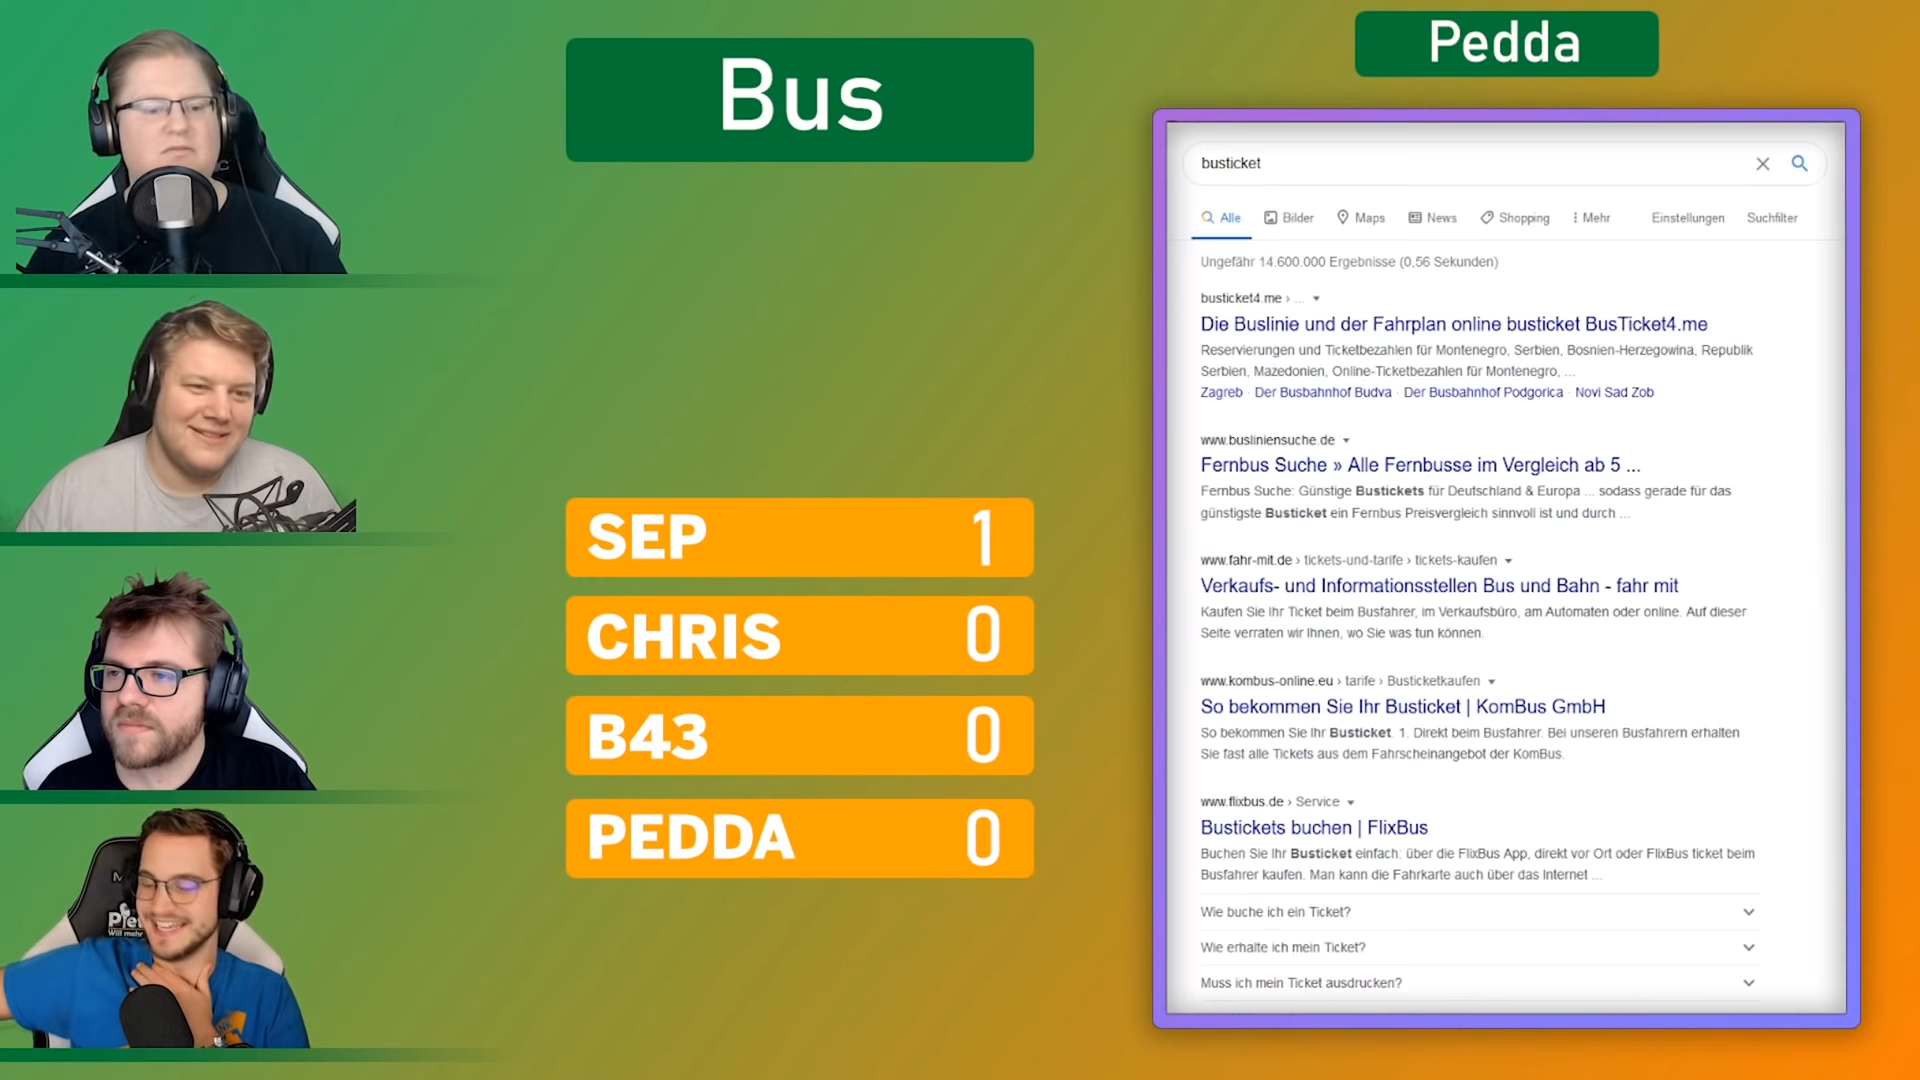 Bus
SEP 1
CHRIS 0
B43 0
PEDDA 0
Pedda
busticket
Alle Bilder Maps News Shopping Mehr Einstellungen Suchfilter
Ungefähr 14.600.000 Ergebnisse (0,56 Sekunden)
busticket4.me › ...
Die Buslinie und der Fahrplan online busticket BusTicket4.me
Reservierungen und Ticketbezahlen für Montenegro, Serbien, Bosnien-Herzegowina, Republik
Serbien, Mazedonien, Online-Ticketbezahlen für Montenegro, ...
Zagreb · Der Busbahnhof Budva · Der Busbahnhof Podgorica · Novi Sad Zob
www.busliniensuche.de
Fernbus Suche » Alle Fernbusse im Vergleich ab 5 ...
Fernbus Suche: Günstige Bustickets für Deutschland & Europa ... sodass gerade für das
günstigste Busticket ein Fernbus Preisvergleich sinnvoll ist und durch ...
www.fahr-mit.de › tickets-und-tarife › tickets-kaufen
Verkaufs- und Informationsstellen Bus und Bahn - fahr mit
Kaufen Sie Ihr Ticket beim Busfahrer, im Verkaufsbüro, am Automaten oder online. Auf dieser
Seite verraten wir Ihnen, wo Sie was tun können.
www.kombus-online.eu › tarife › Busticketkaufen
So bekommen Sie Ihr Busticket | KomBus GmbH
So bekommen Sie Ihr Busticket. 1. Direkt beim Busfahrer. Bei unseren Busfahrern erhalten
Sie fast alle Tickets aus dem Fahrscheinangebot der KomBus.
www.flixbus.de › Service
Bustickets buchen | FlixBus
Buchen Sie Ihr Busticket einfach: über die FlixBus App, direkt vor Ort oder FlixBus ticket beim
Busfahrer kaufen. Man kann die Fahrkarte auch über das Internet ...
Wie buche ich ein Ticket?
Wie erhalte ich mein Ticket?
Muss ich mein Ticket ausdrucken?